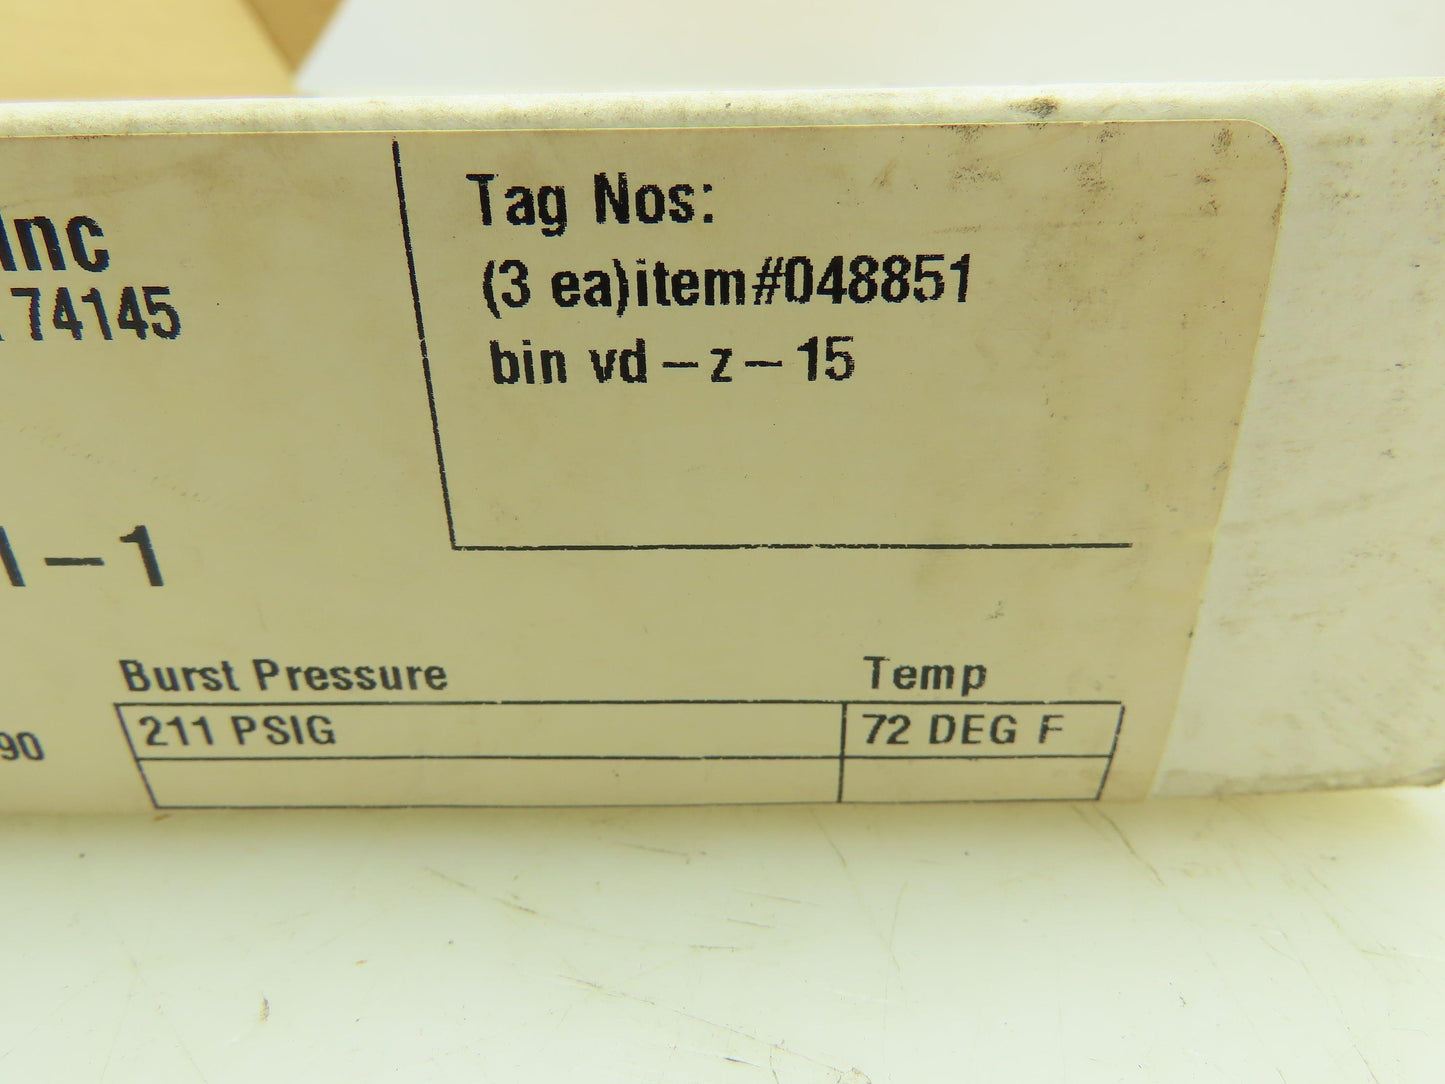 Inc
74145
Tag Nos:
(3 ea)item#048851
bin vd-z-15
1-1
Burst Pressure Temp
211 PSIG 72 DEG F
90